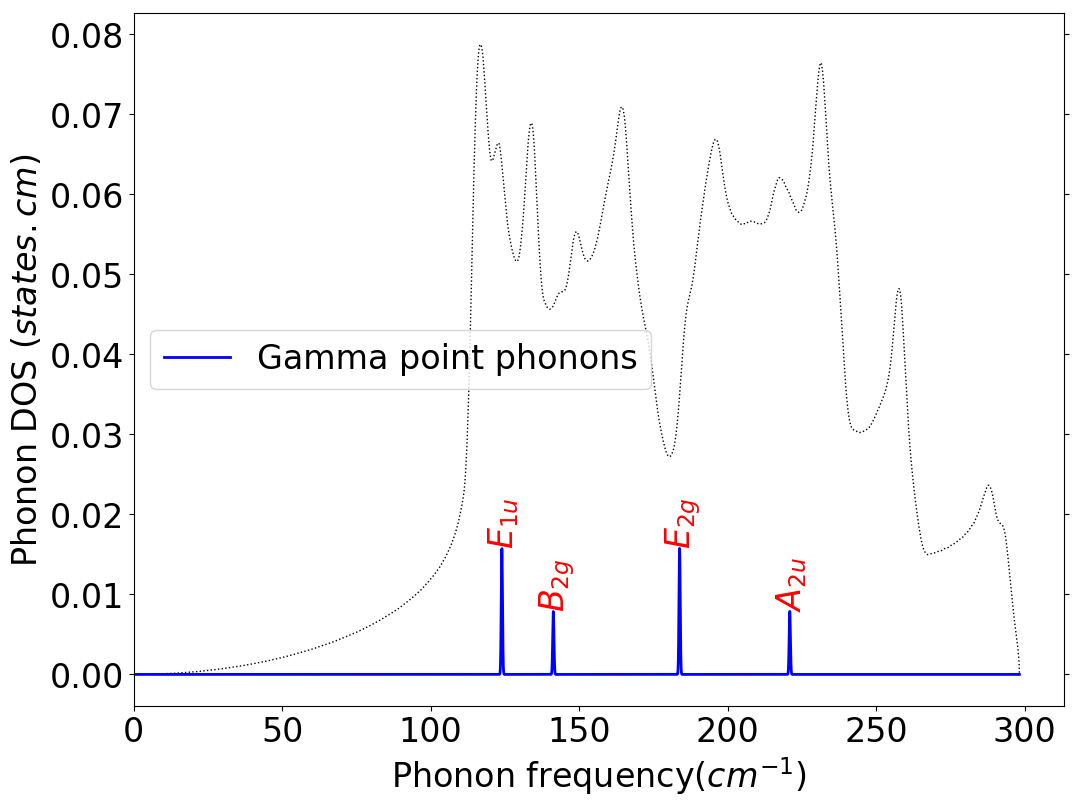 0.08
0.07
0.06
0.05
0.04
0.03
0.02
0.01
0.00
Phonon DOS (states.cm)
Gamma point phonons
E1u
B2g
E2g
A2u
0 50 100 150 200 250 300
Phonon frequency(cm⁻¹)